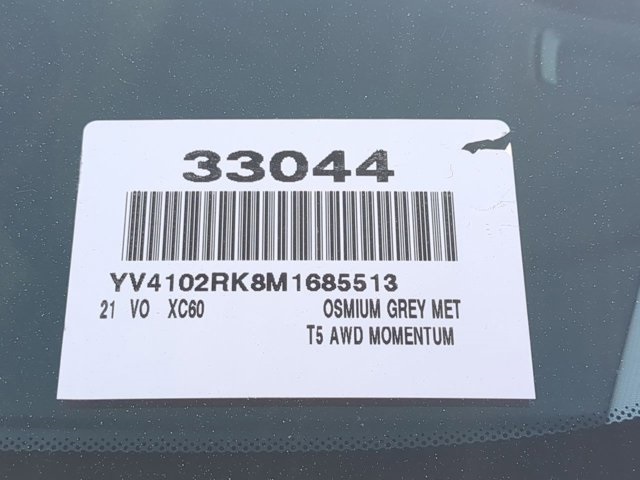 33044
YV4102RK8M1685513
21 VO XC60 OSMIUM GREY MET
T5 AWD MOMENTUM